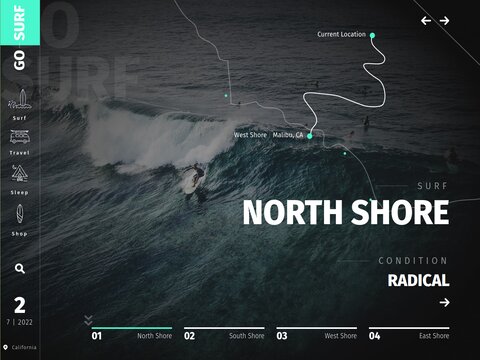 GO SURF
GO
SURF
Surf
Travel
Sleep
Shop
2
7 | 2022
California
Current Location
West Shore | Malibu, CA
SURF
NORTH SHORE
CONDITION
RADICAL
01 North Shore
02 South Shore
03 West Shore
04 East Shore